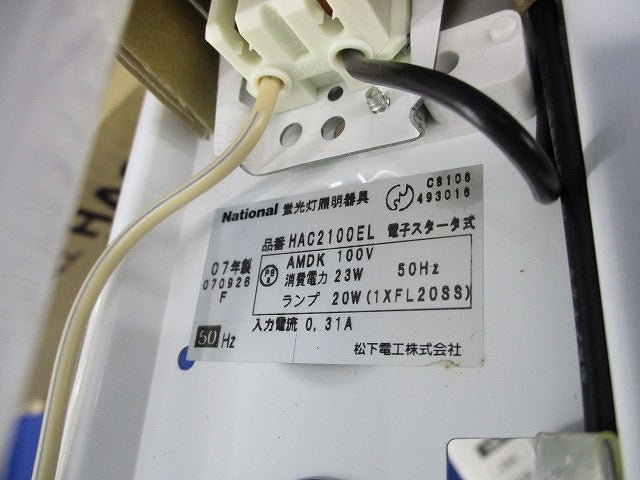 National 蛍光灯照明器具
C8106
493016
品番 HAC2100EL 電子スタータ式
07年製
070926
F
PS
E
AMDK 100V
消費電力 23W 50Hz
ランプ 20W(1XFL20SS)
50 Hz
入力電流 0.31A
松下電工株式会社